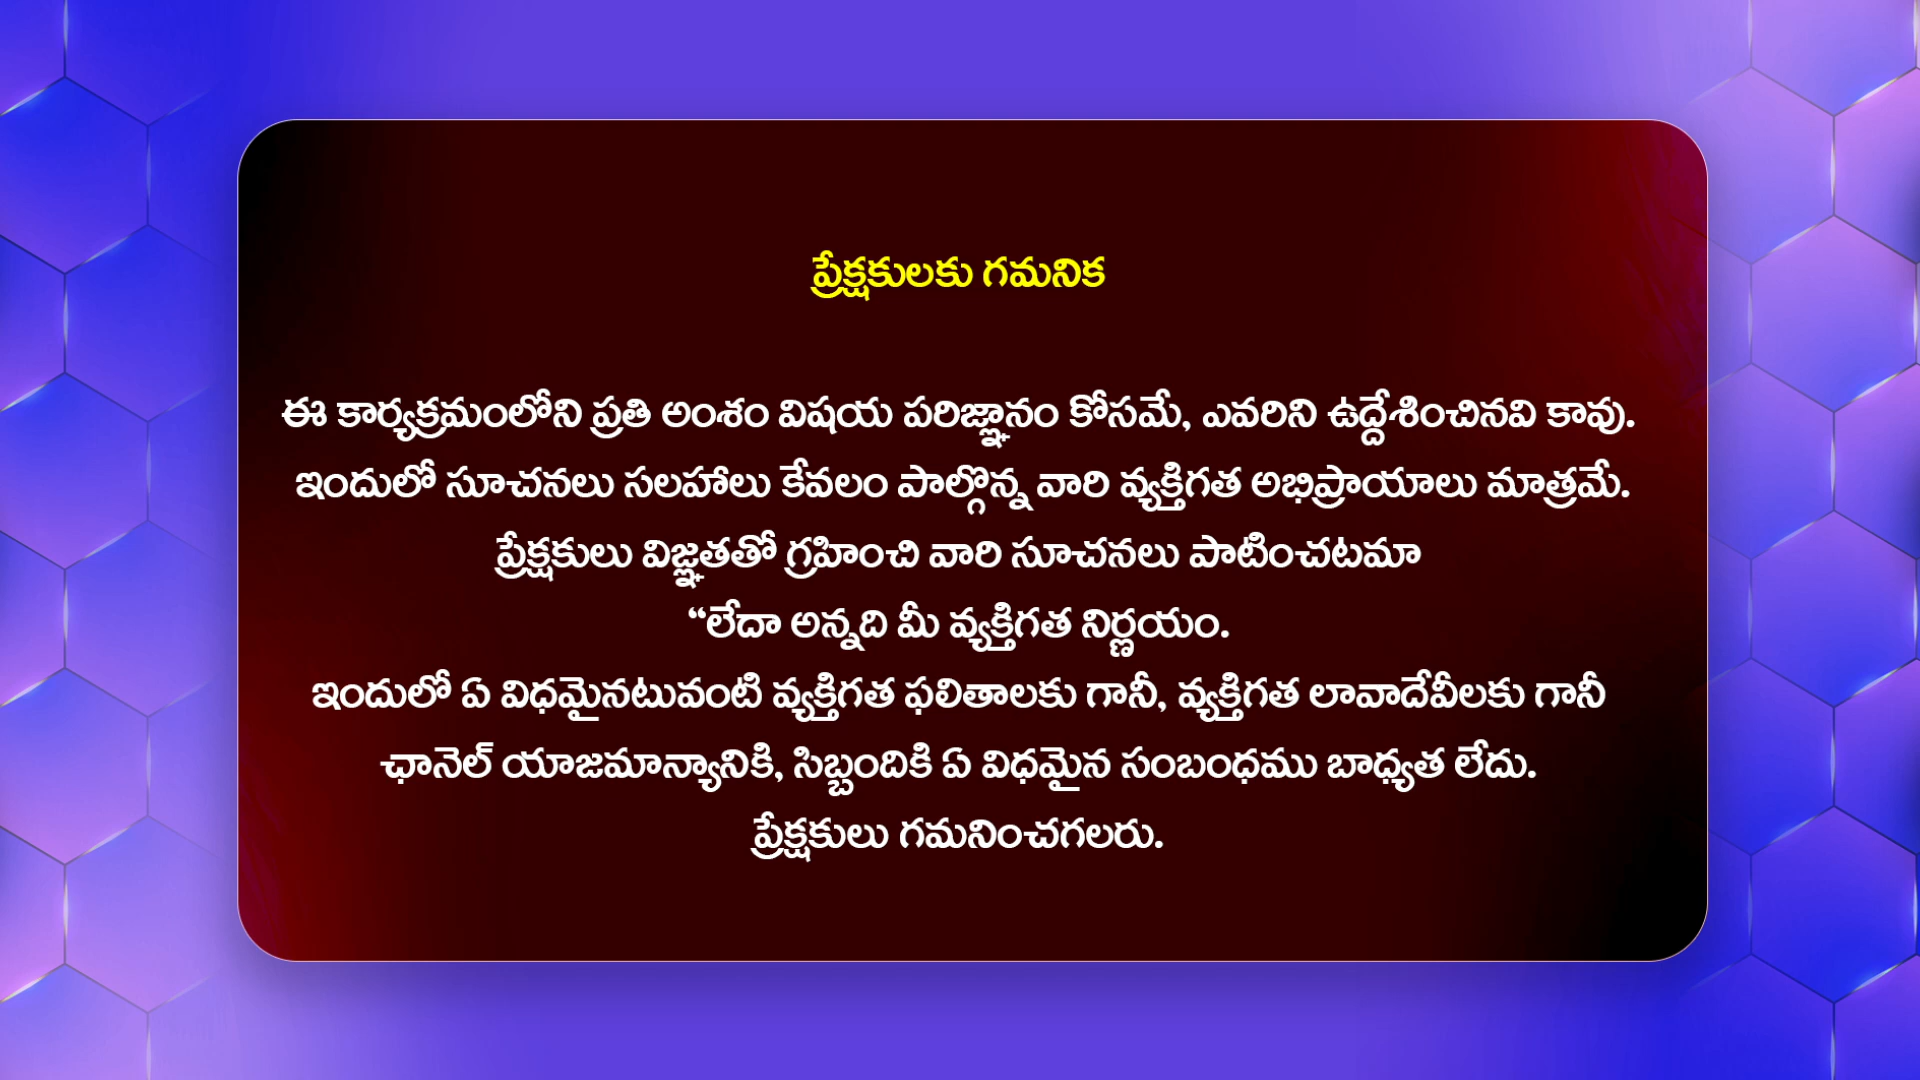 ప్రేక్షకులకు గమనిక
ఈ కార్యక్రమంలోని ప్రతి అంశం విషయ పరిజ్ఞానం కోసమే, ఎవరిని ఉద్దేశించినవి కావు.
ఇందులో సూచనలు సలహాలు కేవలం పాల్గొన్న వారి వ్యక్తిగత అభిప్రాయాలు మాత్రమే.
ప్రేక్షకులు విజ్ఞతతో గ్రహించి వారి సూచనలు పాటించటమా
“లేదా అన్నది మీ వ్యక్తిగత నిర్ణయం.
ఇందులో ఏ విధమైనటువంటి వ్యక్తిగత ఫలితాలకు గానీ, వ్యక్తిగత లావాదేవీలకు గానీ
ఛానెల్ యాజమాన్యానికి, సిబ్బందికి ఏ విధమైన సంబంధము బాధ్యత లేదు.
ప్రేక్షకులు గమనించగలరు.